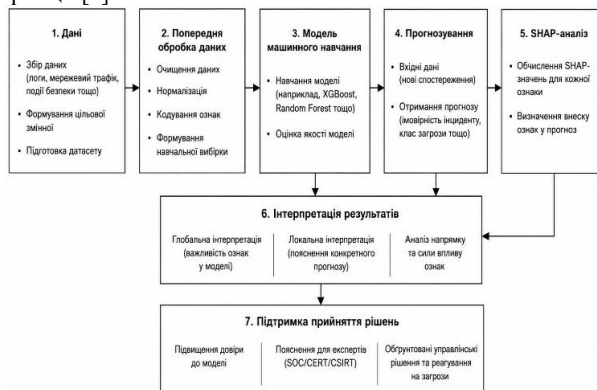 1. Дані
Збір даних
(логи, мережевий трафік,
події безпеки тощо)
Формування цільової
змінної
Підготовка датасету
2. Попередня
обробка даних
Очищення даних
Нормалізація
Кодування ознак
Формування
навчальної вибірки
3. Модель
машинного навчання
Навчання моделі
(наприклад, XGBoost,
Random Forest тощо)
Оцінка якості моделі
4. Прогнозування
Вхідні дані
(нові спостереження)
Отримання прогнозу
(імовірність інциденту,
клас загрози тощо)
5. SHAP-аналіз
Обчислення SHAP-
значень для кожної
ознаки
Визначення внеску
ознак у прогноз
6. Інтерпретація результатів
Глобальна інтерпретація
(важливість ознак
у моделі)
Локальна інтерпретація
(пояснення конкретного
прогнозу)
Аналіз напрямку
та сили впливу
ознак
7. Підтримка прийняття рішень
Підвищення довіри
до моделі
Пояснення для експертів
(SOC/CERT/CSIRT)
Обґрунтовані управлінські
рішення та реагування
на загрози